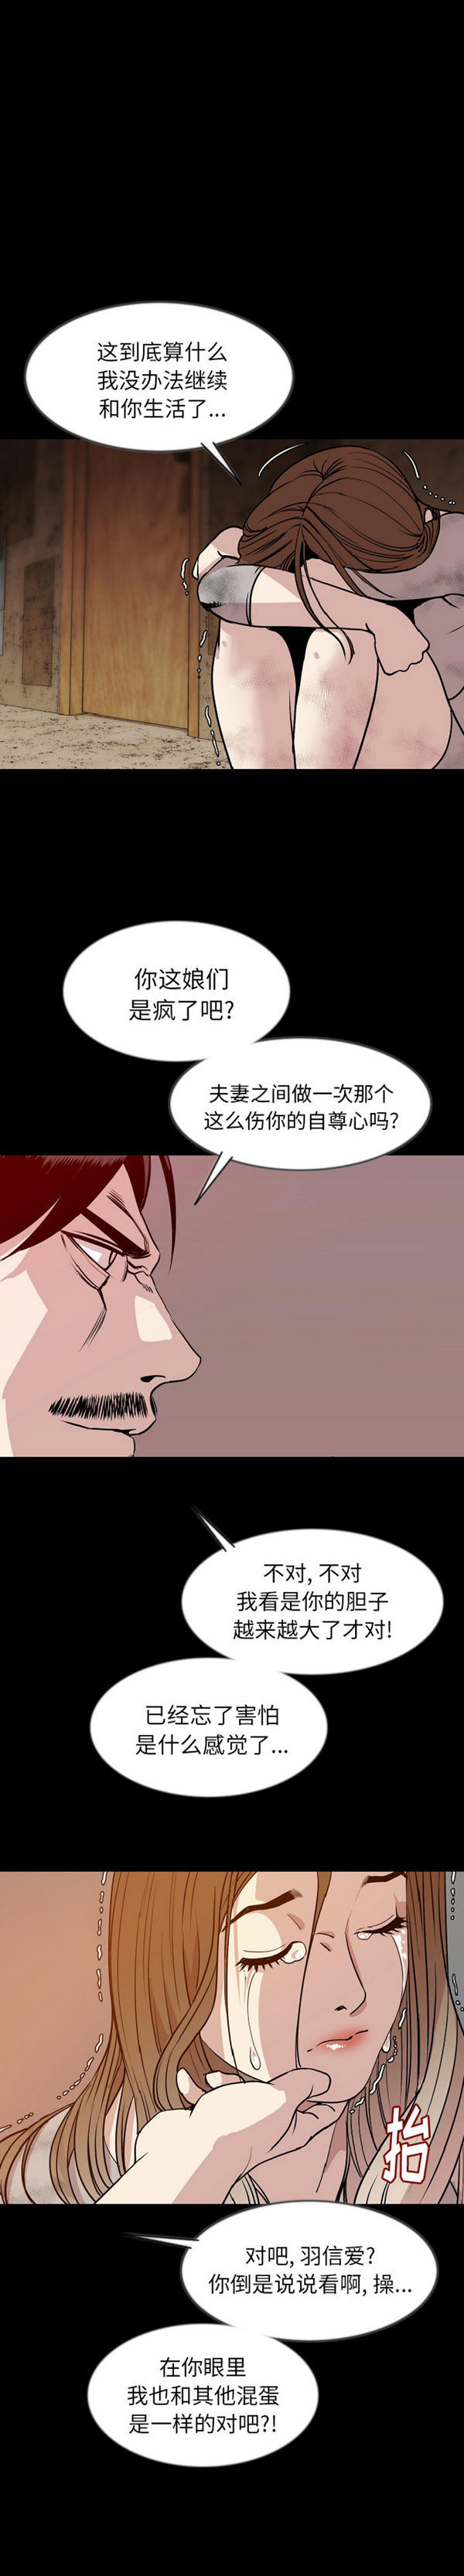 这到底算什么
我没办法继续
和你生活了...
你这娘们
是疯了吧?
夫妻之间做一次那个
这么伤你的自尊心吗?
不对, 不对
我看是你的胆子
越来越大了才对!
已经忘了害怕
是什么感觉了...
抬
对吧, 羽信爱?
你倒是说说看啊, 操...
在你眼里
我也和其他混蛋
是一样的对吧?!